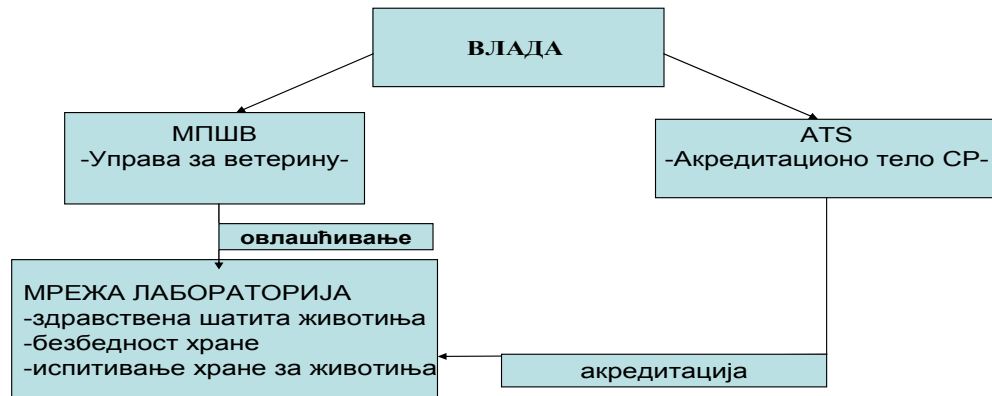 ВЛАДА
МПШВ
-Управа за ветерину-
ATS
-Акредитационо тело СР-
овлашћивање
МРЕЖА ЛАБОРАТОРИЈА
-здравствена шатита животиња
-безбедност хране
-испитивање хране за животиња
акредитација